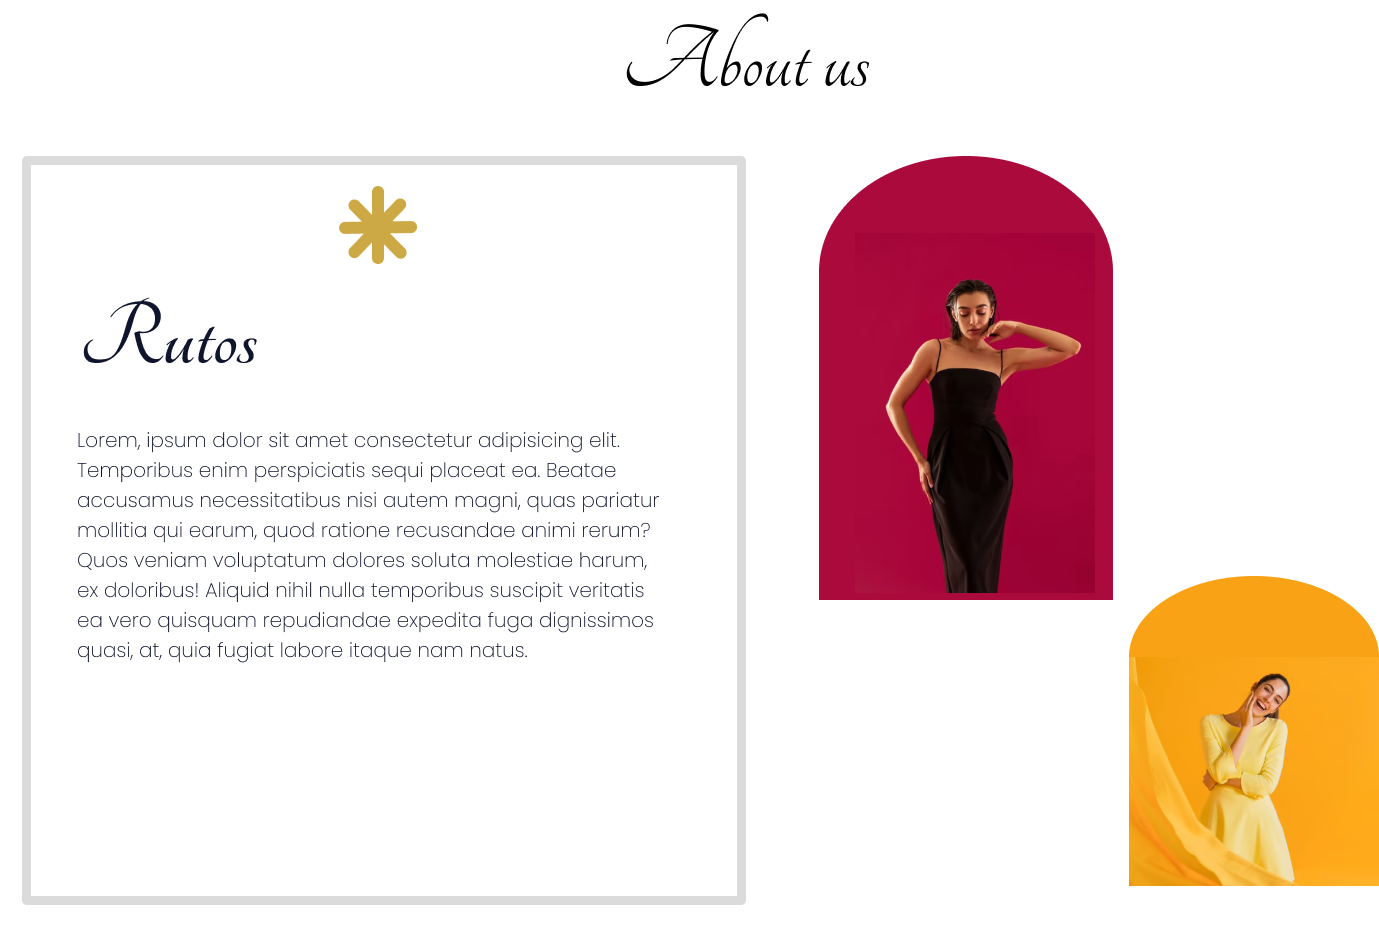 About us
Rutos
Lorem, ipsum dolor sit amet consectetur adipisicing elit.
Temporibus enim perspiciatis sequi placeat ea. Beatae
accusamus necessitatibus nisi autem magni, quas pariatur
mollitia qui earum, quod ratione recusandae animi rerum?
Quos veniam voluptatum dolores soluta molestiae harum,
ex doloribus! Aliquid nihil nulla temporibus suscipit veritatis
ea vero quisquam repudiandae expedita fuga dignissimos
quasi, at, quia fugiat labore itaque nam natus.